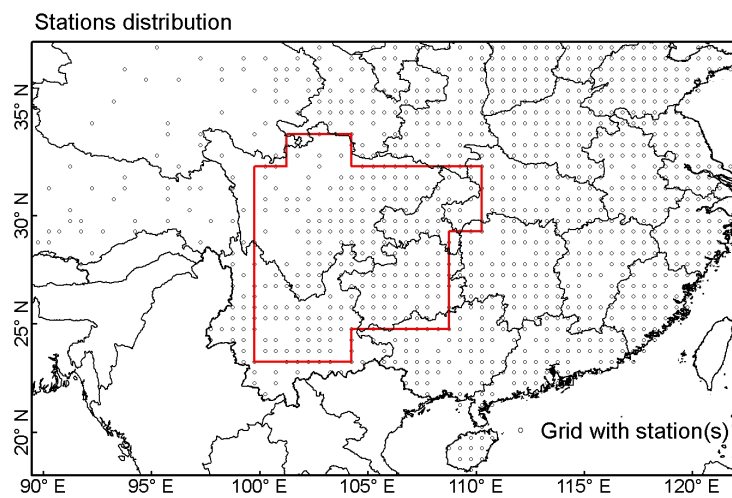 Stations distribution
35° N
30° N
25° N
20° N
Grid with station(s)
90° E
95° E
100° E
105° E
110° E
115° E
120° E